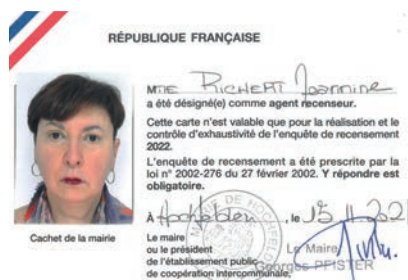 RÉPUBLIQUE FRANÇAISE
Mme RICHERT Jeannine
a été désigné(e) comme agent recenseur.
Cette carte n'est valable que pour la réalisation et le
contrôle d'exhaustivité de l'enquête de recensement
2022.
L'enquête de recensement a été prescrite par la
loi n° 2002-276 du 27 février 2002. Y répondre est
obligatoire.
À Hochfelden, le 15 11 2021
Cachet de la mairie
Le maire
ou le président
de l'établissement public
de coopération intercommunale,
Le Maire
Georges PFISTER